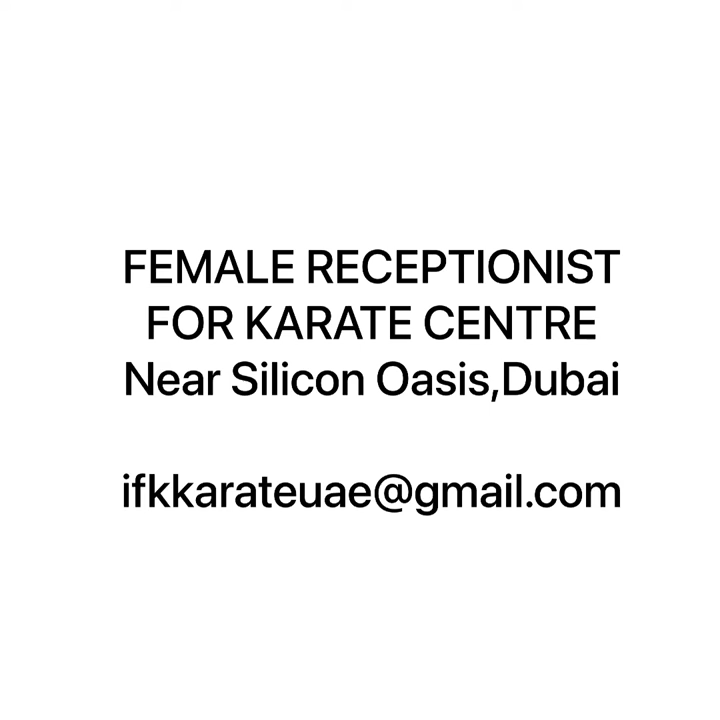 FEMALE RECEPTIONIST
FOR KARATE CENTRE
Near Silicon Oasis,Dubai
ifkkarateuae@gmail.com